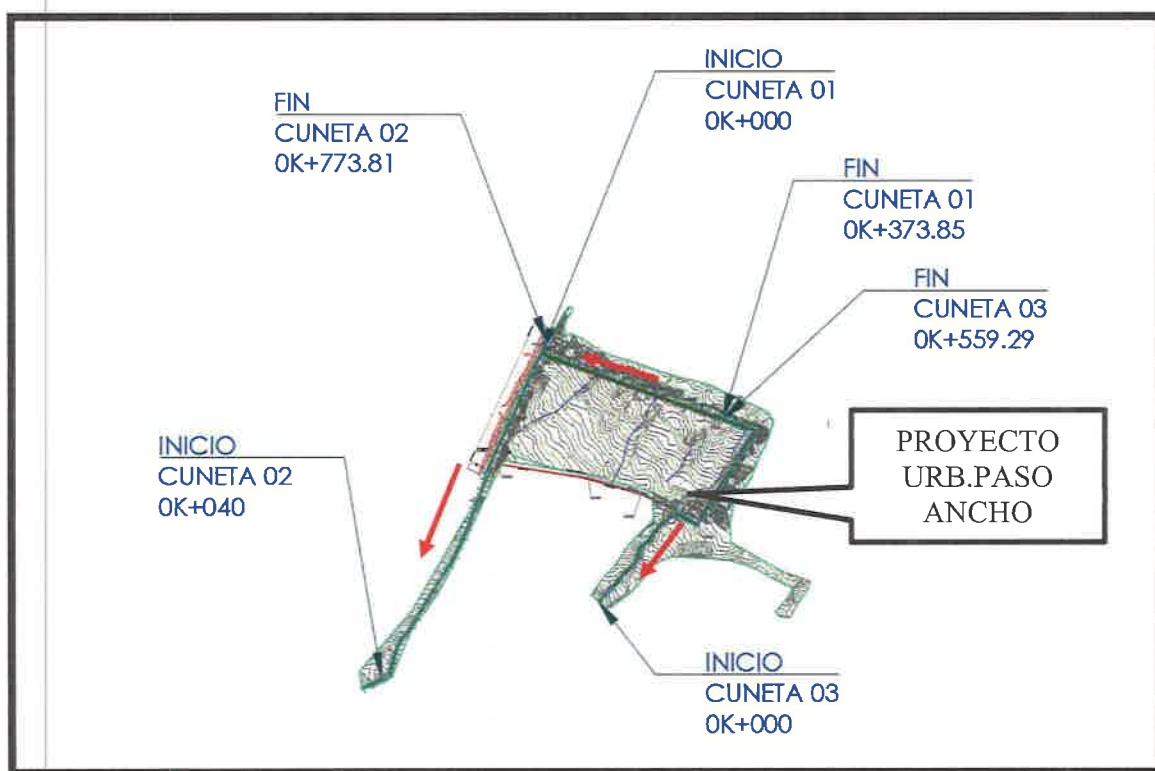 INICIO
CUNETA 01
0K+000
FIN
CUNETA 02
0K+773.81
FIN
CUNETA 01
0K+373.85
FIN
CUNETA 03
0K+559.29
INICIO
CUNETA 02
0K+040
PROYECTO
URB.PASO
ANCHO
INICIO
CUNETA 03
0K+000